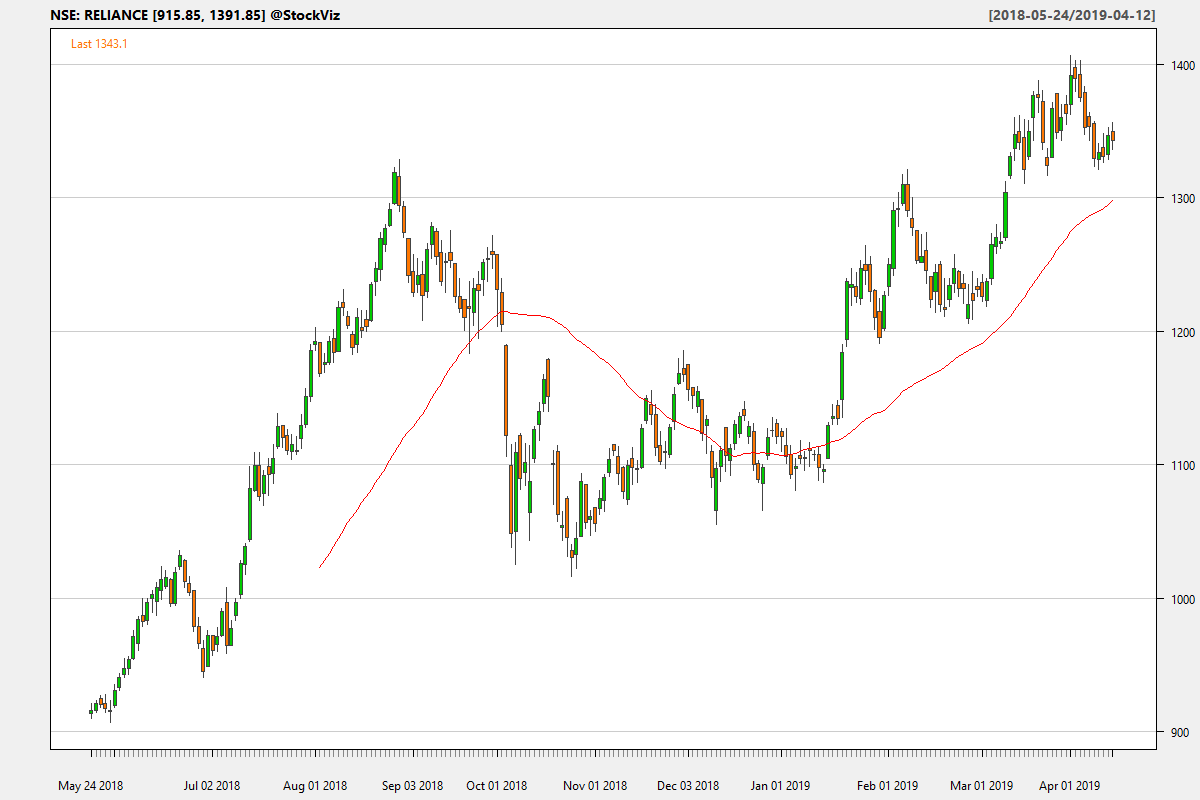 NSE: RELIANCE [915.85, 1391.85] @StockViz
[2018-05-24/2019-04-12]
Last 1343.1
1400
1300
1200
1100
1000
900
May 24 2018
Jul 02 2018
Aug 01 2018
Sep 03 2018
Oct 01 2018
Nov 01 2018
Dec 03 2018
Jan 01 2019
Feb 01 2019
Mar 01 2019
Apr 01 2019